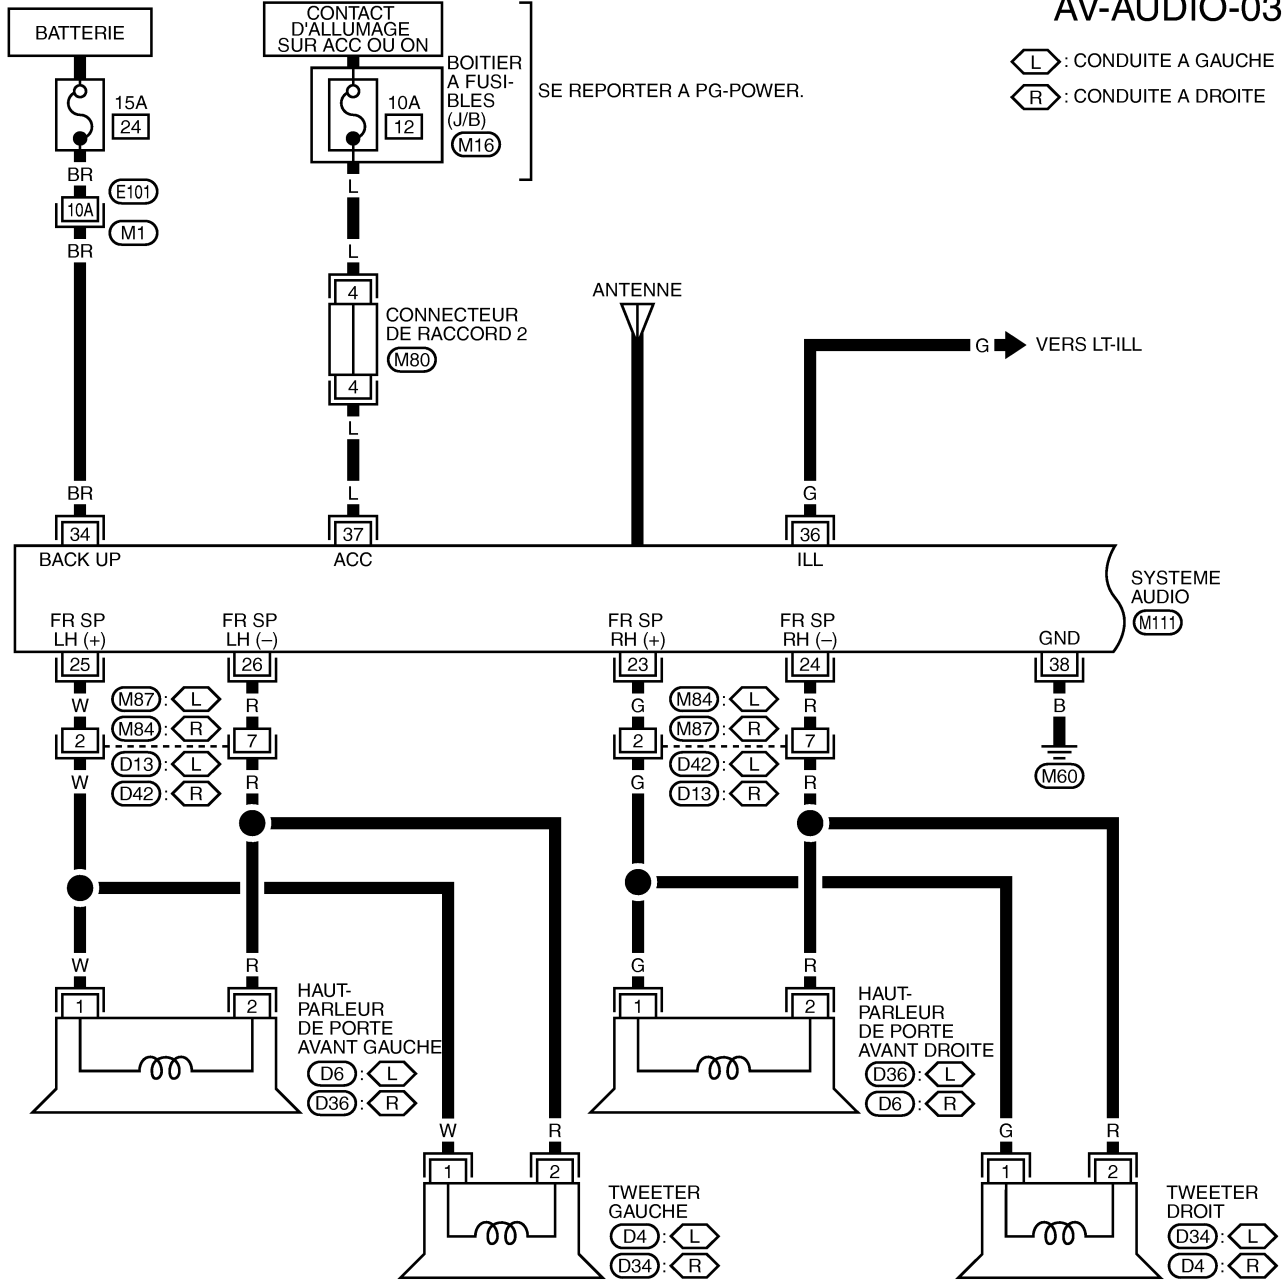 AV-AUDIO-03
BATTERIE
CONTACT
D'ALLUMAGE
SUR ACC OU ON
L : CONDUITE A GAUCHE
R : CONDUITE A DROITE
15A
24
10A
12
BOITIER
A FUSI-
BLES
(J/B)
M16
SE REPORTER A PG-POWER.
BR
E101
10A
M1
BR
L
L
4
CONNECTEUR
DE RACCORD 2
M80
4
L
ANTENNE
G
VERS LT-ILL
BR
L
G
34
37
36
BACK UP
ACC
ILL
SYSTEME
AUDIO
M111
FR SP
LH (+)
FR SP
LH (–)
FR SP
RH (+)
FR SP
RH (–)
GND
25
26
23
24
38
W
M87 : L
R
G
M84 : L
R
B
M84 : R
M87 : R
2
7
2
7
W
D13 : L
R
G
D42 : L
R
M60
D42 : R
D13 : R
W
R
G
R
1
2
1
2
HAUT-
PARLEUR
DE PORTE
AVANT GAUCHE
D6 : L
D36 : R
HAUT-
PARLEUR
DE PORTE
AVANT DROITE
D36 : L
D6 : R
W
R
G
R
1
2
1
2
TWEETER
GAUCHE
D4 : L
D34 : R
TWEETER
DROIT
D34 : L
D4 : R